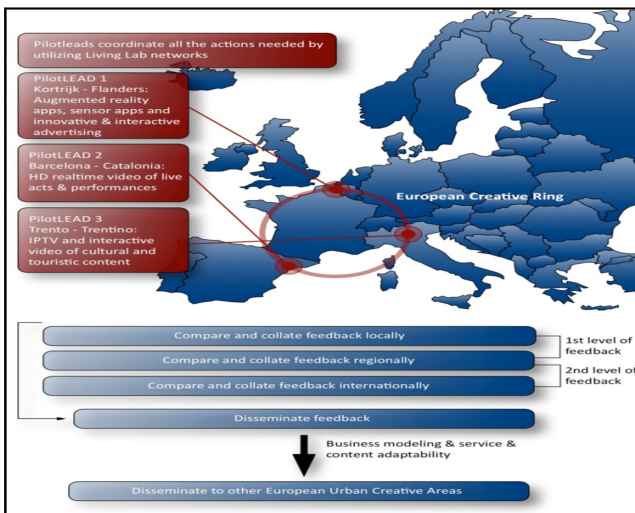 Pilotleads coordinate all the actions needed by
utilizing Living Lab networks
PilotLEAD 1
Kortrijk - Flanders:
Augmented reality
apps, sensor apps and
innovative & interactive
advertising
PilotLEAD 2
Barcelona - Catalonia:
HD realtime video of live
acts & performances
PilotLEAD 3
Trento - Trentino:
IPTV and interactive
video of cultural and
touristic content
European Creative Ring
Compare and collate feedback locally
Compare and collate feedback regionally
Compare and collate feedback internationally
1st level of
feedback
2nd level of
feedback
Disseminate feedback
Business modeling & service &
content adaptability
Disseminate to other European Urban Creative Areas